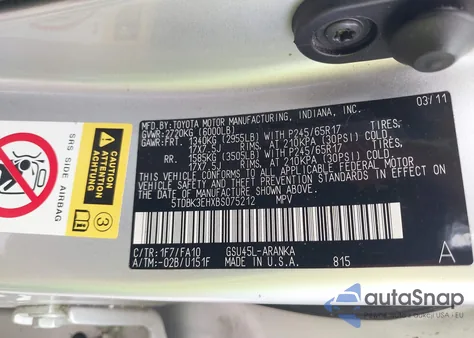 MFD. BY: TOYOTA MOTOR MANUFACTURING, INDIANA, INC. 03/11
GVWR: 2720KG (6000LB)
GAWR: FRT. 1340KG (2955LB) WITH P245/65R17 TIRES,
17X7.5J RIMS, AT 210KPA (30PSI) COLD.
RR. 1585KG (3505LB) WITH P245/65R17 TIRES,
17X7.5J RIMS, AT 210KPA (30PSI) COLD.
THIS VEHICLE CONFORMS TO ALL APPLICABLE FEDERAL MOTOR
VEHICLE SAFETY, BUMPER, AND THEFT PREVENTION STANDARDS IN EFFECT ON
THE DATE OF MANUFACTURE SHOWN ABOVE.
5TDBK3EHXBS075212 MPV
C/TR: 1F7/FA10 GSU45L-ARANKA A
A/TM: -02B/U151F MADE IN U.S.A. 815
SRS SIDE AIRBAG
CAUTION
autaSnap